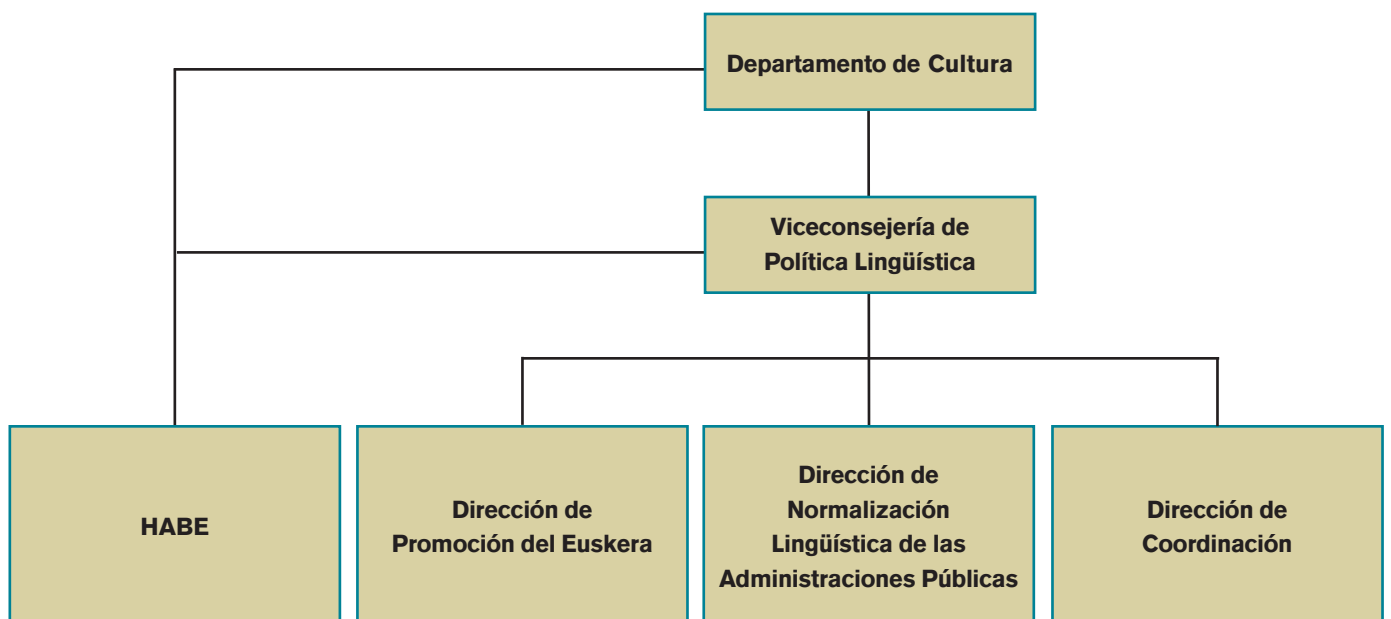 Departamento de Cultura
Viceconsejería de
Política Lingüística
HABE
Dirección de
Promoción del Euskera
Dirección de
Normalización
Lingüística de las
Administraciones Públicas
Dirección de
Coordinación